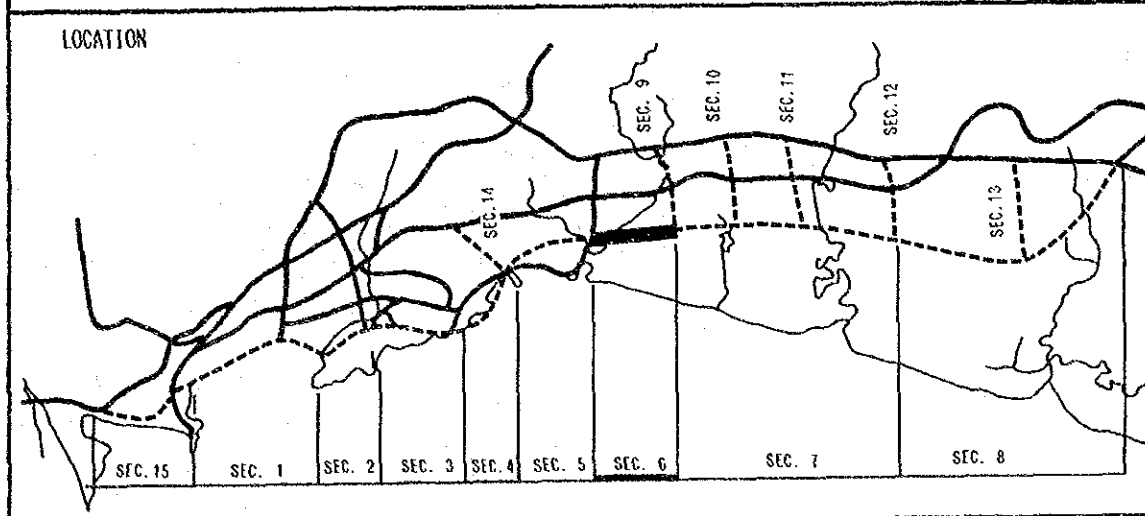 LOCATION
SEC. 9
SEC. 10
SEC. 11
SEC. 12
SEC. 14
SEC. 13
SEC. 15
SEC. 1
SEC. 2
SEC. 3
SEC. 4
SEC. 5
SEC. 6
SEC. 7
SEC. 8